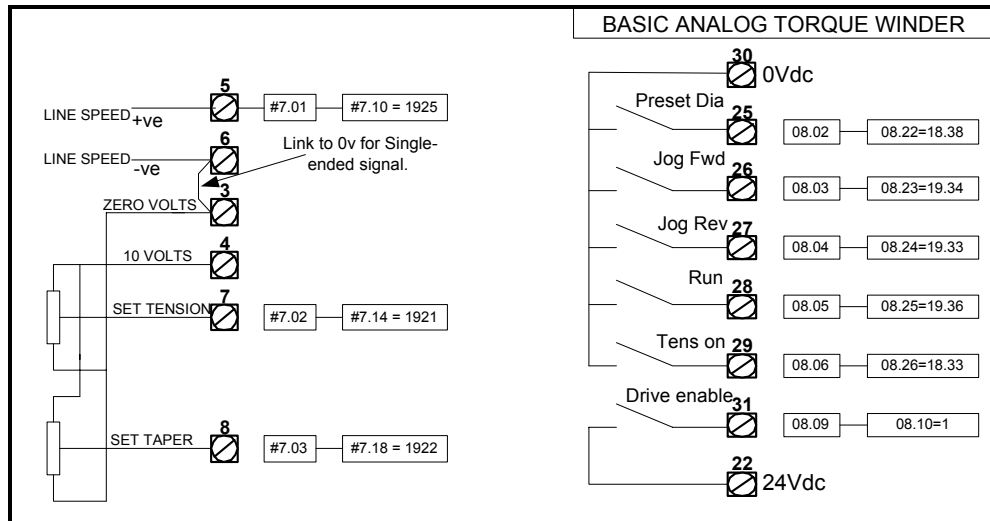 BASIC ANALOG TORQUE WINDER
5
LINE SPEED +ve
#7.01
#7.10 = 1925
6
LINE SPEED -ve
Link to 0v for Single-
ended signal.
3
ZERO VOLTS
4
10 VOLTS
7
SET TENSION
#7.02
#7.14 = 1921
8
SET TAPER
#7.03
#7.18 = 1922
30
0Vdc
Preset Dia
25
08.02
08.22=18.38
Jog Fwd
26
08.03
08.23=19.34
Jog Rev
27
08.04
08.24=19.33
Run
28
08.05
08.25=19.36
Tens on
29
08.06
08.26=18.33
Drive enable
31
08.09
08.10=1
22
24Vdc